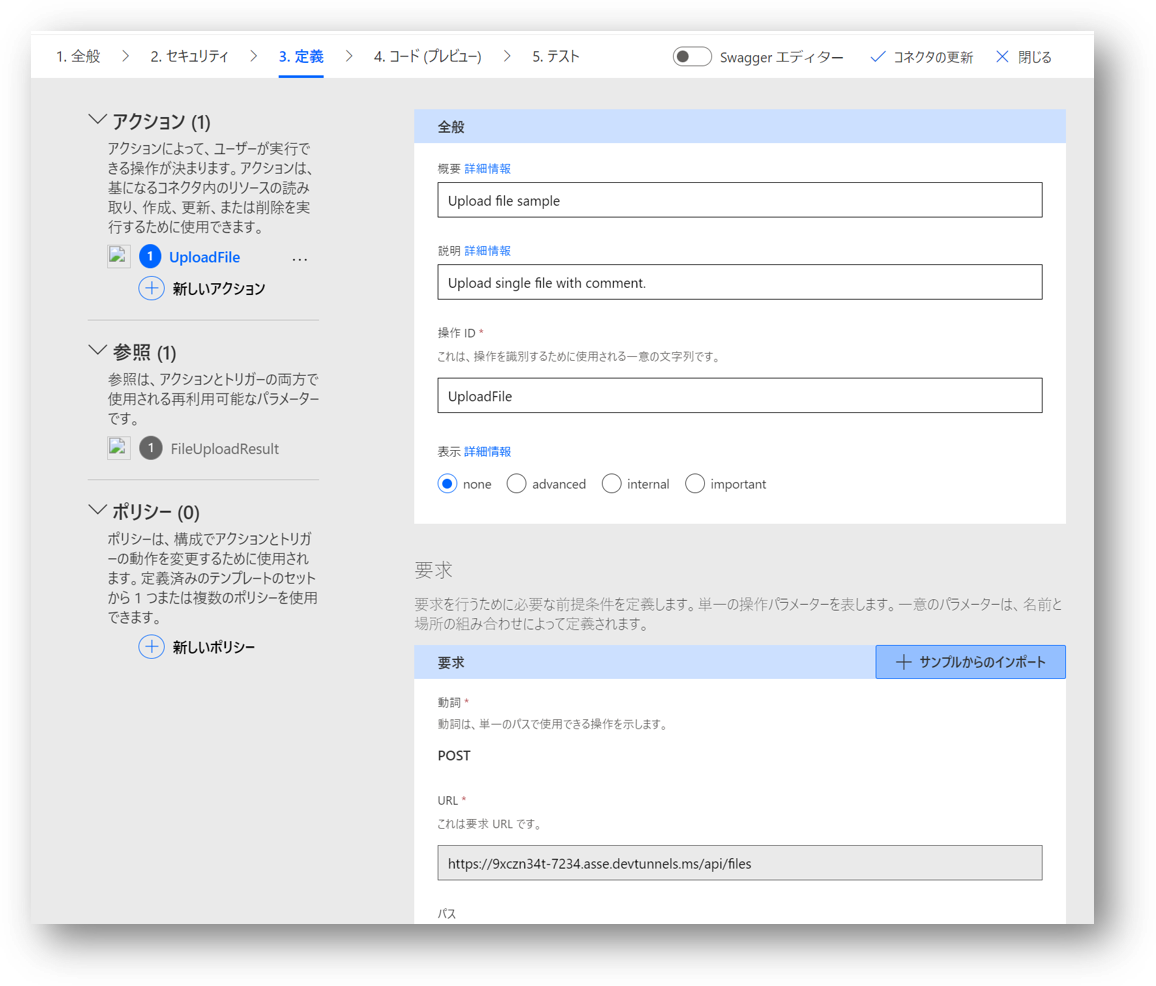 1. 全般
2. セキュリティ
3. 定義
4. コード (プレビュー)
5. テスト
Swagger エディター
コネクタの更新
閉じる
アクション (1)
アクションによって、ユーザーが実行で
きる操作が決まります。アクションは、
基になるコネクタ内のリソースの読み
取り、作成、更新、または削除を実
行するために使用できます。
1 UploadFile ...
新しいアクション
参照 (1)
参照は、アクションとトリガーの両方で
使用される再利用可能なパラメーター
です。
1 FileUploadResult
ポリシー (0)
ポリシーは、構成でアクションとトリガ
ーの動作を変更するために使用されま
ます。定義済みのテンプレートのセット
から 1 つまたは複数のポリシーを使用
できます。
新しいポリシー
全般
概要 詳細情報
Upload file sample
説明 詳細情報
Upload single file with comment.
操作 ID *
これは、操作を識別するために使用される一意の文字列です。
UploadFile
表示 詳細情報
none
advanced
internal
important
要求
要求を行うために必要な前提条件を定義します。単一の操作パラメーターを表します。一意のパラメーターは、名前と
場所の組み合わせによって定義されます。
要求
サンプルからのインポート
動詞 *
動詞は、単一のパスで使用できる操作を示します。
POST
URL *
これは要求 URL です。
https://9xczn34t-7234.asse.devtunnels.ms/api/files
パス